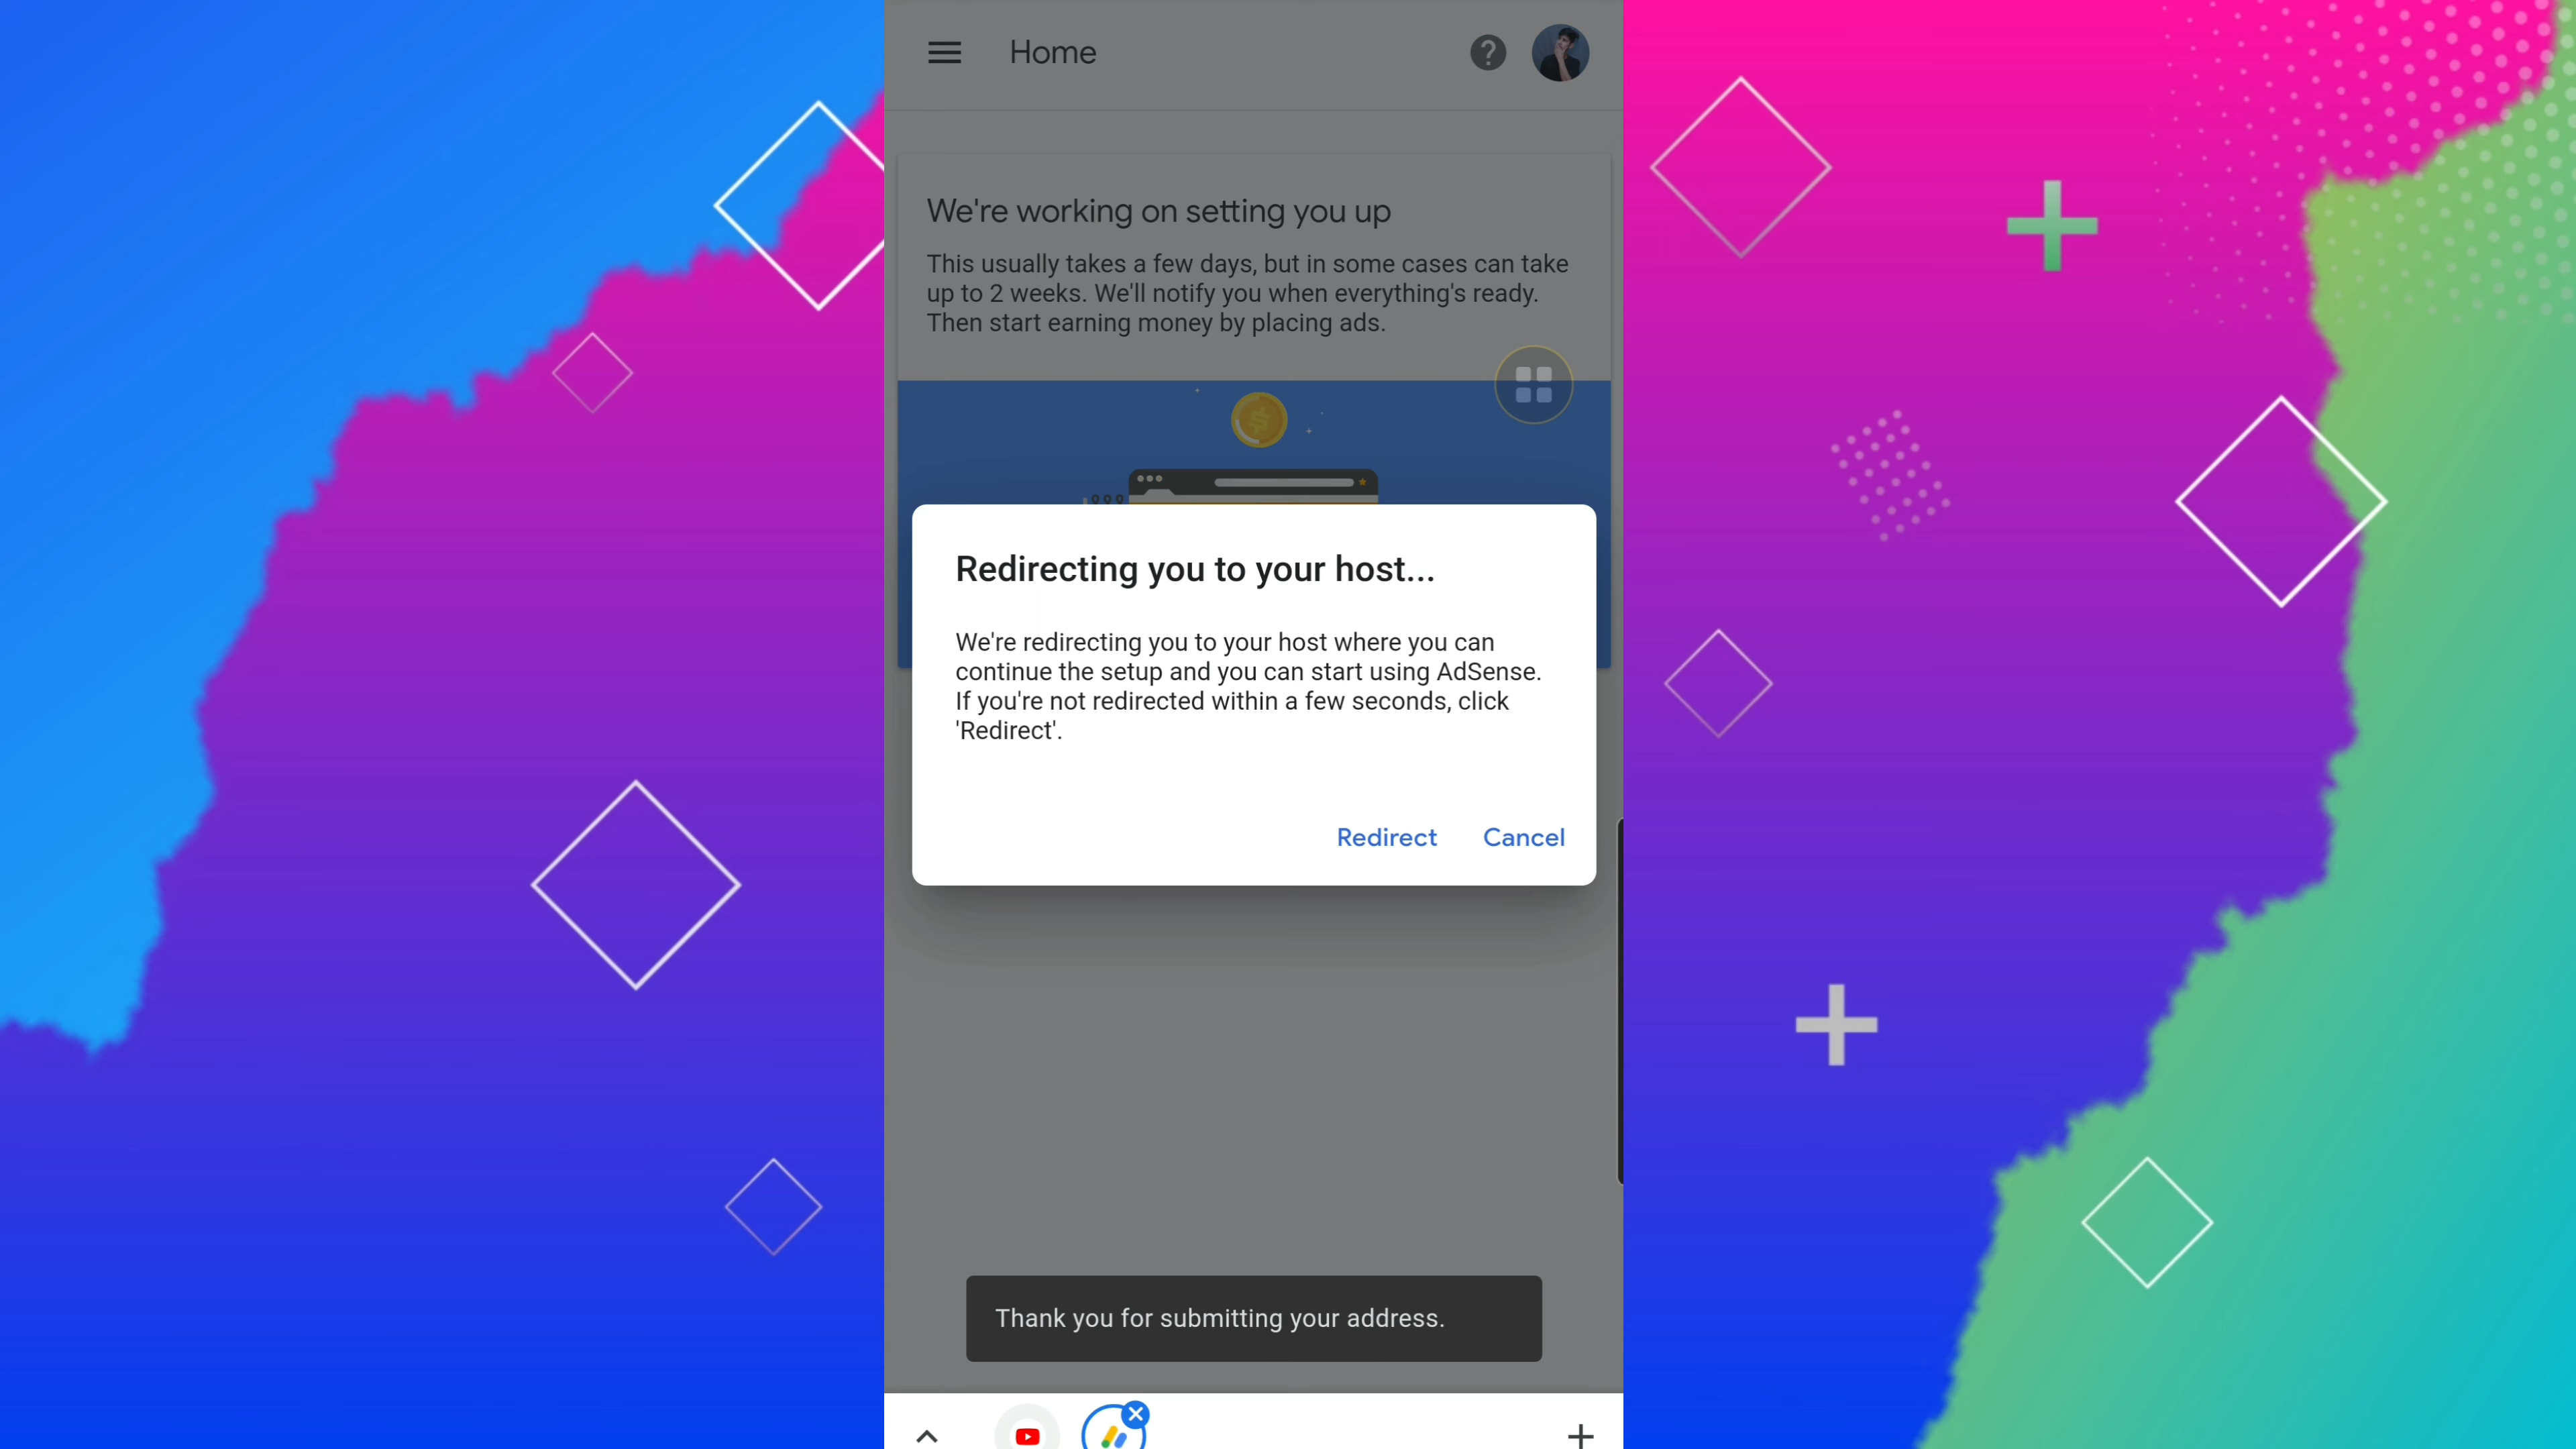 Home
We're working on setting you up
This usually takes a few days, but in some cases can take
up to 2 weeks. We'll notify you when everything's ready.
Then start earning money by placing ads.
Redirecting you to your host...
We're redirecting you to your host where you can
continue the setup and you can start using AdSense.
If you're not redirected within a few seconds, click
'Redirect'.
Redirect Cancel
Thank you for submitting your address.